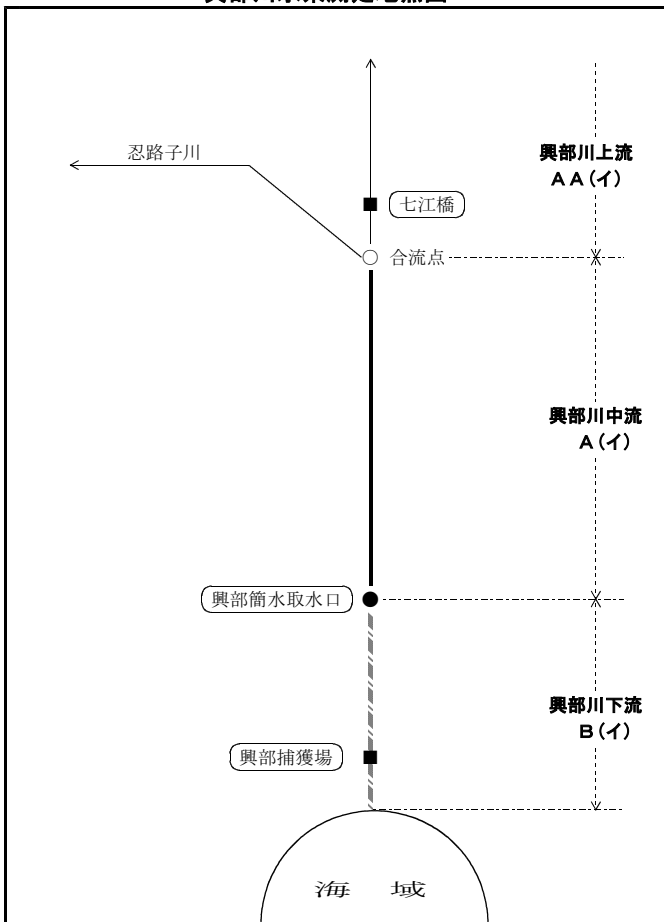 忍路子川
興部川上流
ＡＡ(イ)
七江橋
合流点
興部川中流
Ａ(イ)
興部簡水取水口
興部川下流
Ｂ(イ)
興部捕獲場
海 域